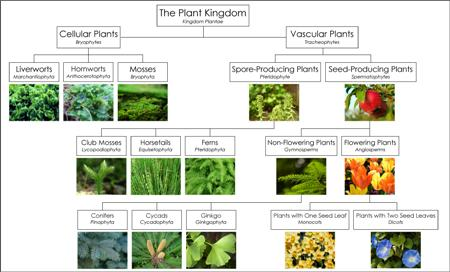 The Plant Kingdom
Kingdom Plantae
Cellular Plants
Bryophytes
Vascular Plants
Tracheophytes
Liverworts
Marchantiophyta
Hornworts
Anthocerotophyta
Mosses
Bryophyta
Spore-Producing Plants
Pteridophyte
Seed-Producing Plants
Spermatophytes
Club Mosses
Lycopodiophyta
Horsetails
Equisetophyta
Ferns
Pteridophyta
Non-Flowering Plants
Gymnosperms
Flowering Plants
Angiosperms
Conifers
Pinophyta
Cycads
Cycadophyta
Ginkgo
Ginkgophyta
Plants with One Seed Leaf
Monocots
Plants with Two Seed Leaves
Dicots